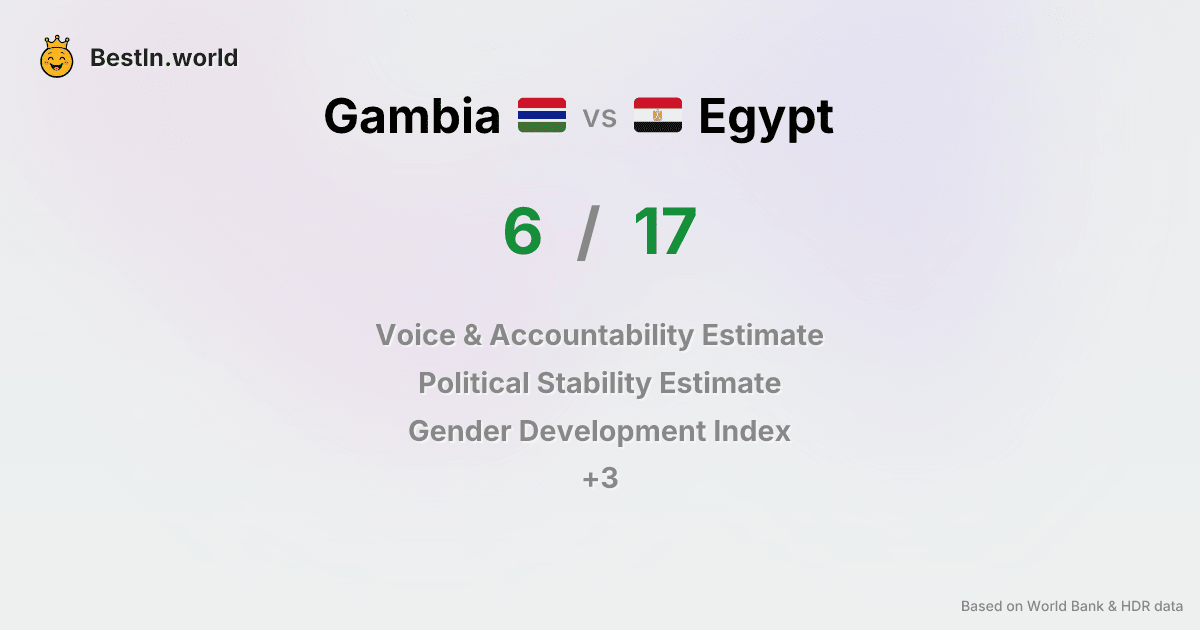 BestIn.world
Gambia vs Egypt
6 / 17
Voice & Accountability Estimate
Political Stability Estimate
Gender Development Index
+3
Based on World Bank & HDR data